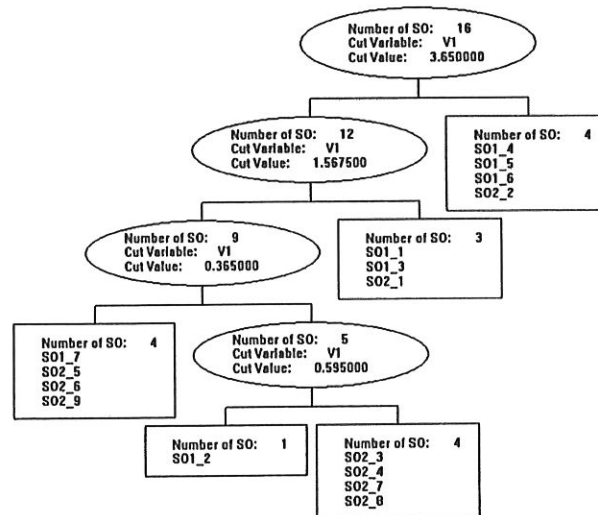 Number of SO: 16
Cut Variable: V1
Cut Value: 3.650000
Number of SO: 12
Cut Variable: V1
Cut Value: 1.567500
Number of SO: 4
SO1_4
SO1_5
SO1_6
SO2_2
Number of SO: 9
Cut Variable: V1
Cut Value: 0.365000
Number of SO: 3
SO1_1
SO1_3
SO2_1
Number of SO: 4
SO1_7
SO2_5
SO2_6
SO2_9
Number of SO: 5
Cut Variable: V1
Cut Value: 0.595000
Number of SO: 1
SO1_2
Number of SO: 4
SO2_3
SO2_4
SO2_7
SO2_8